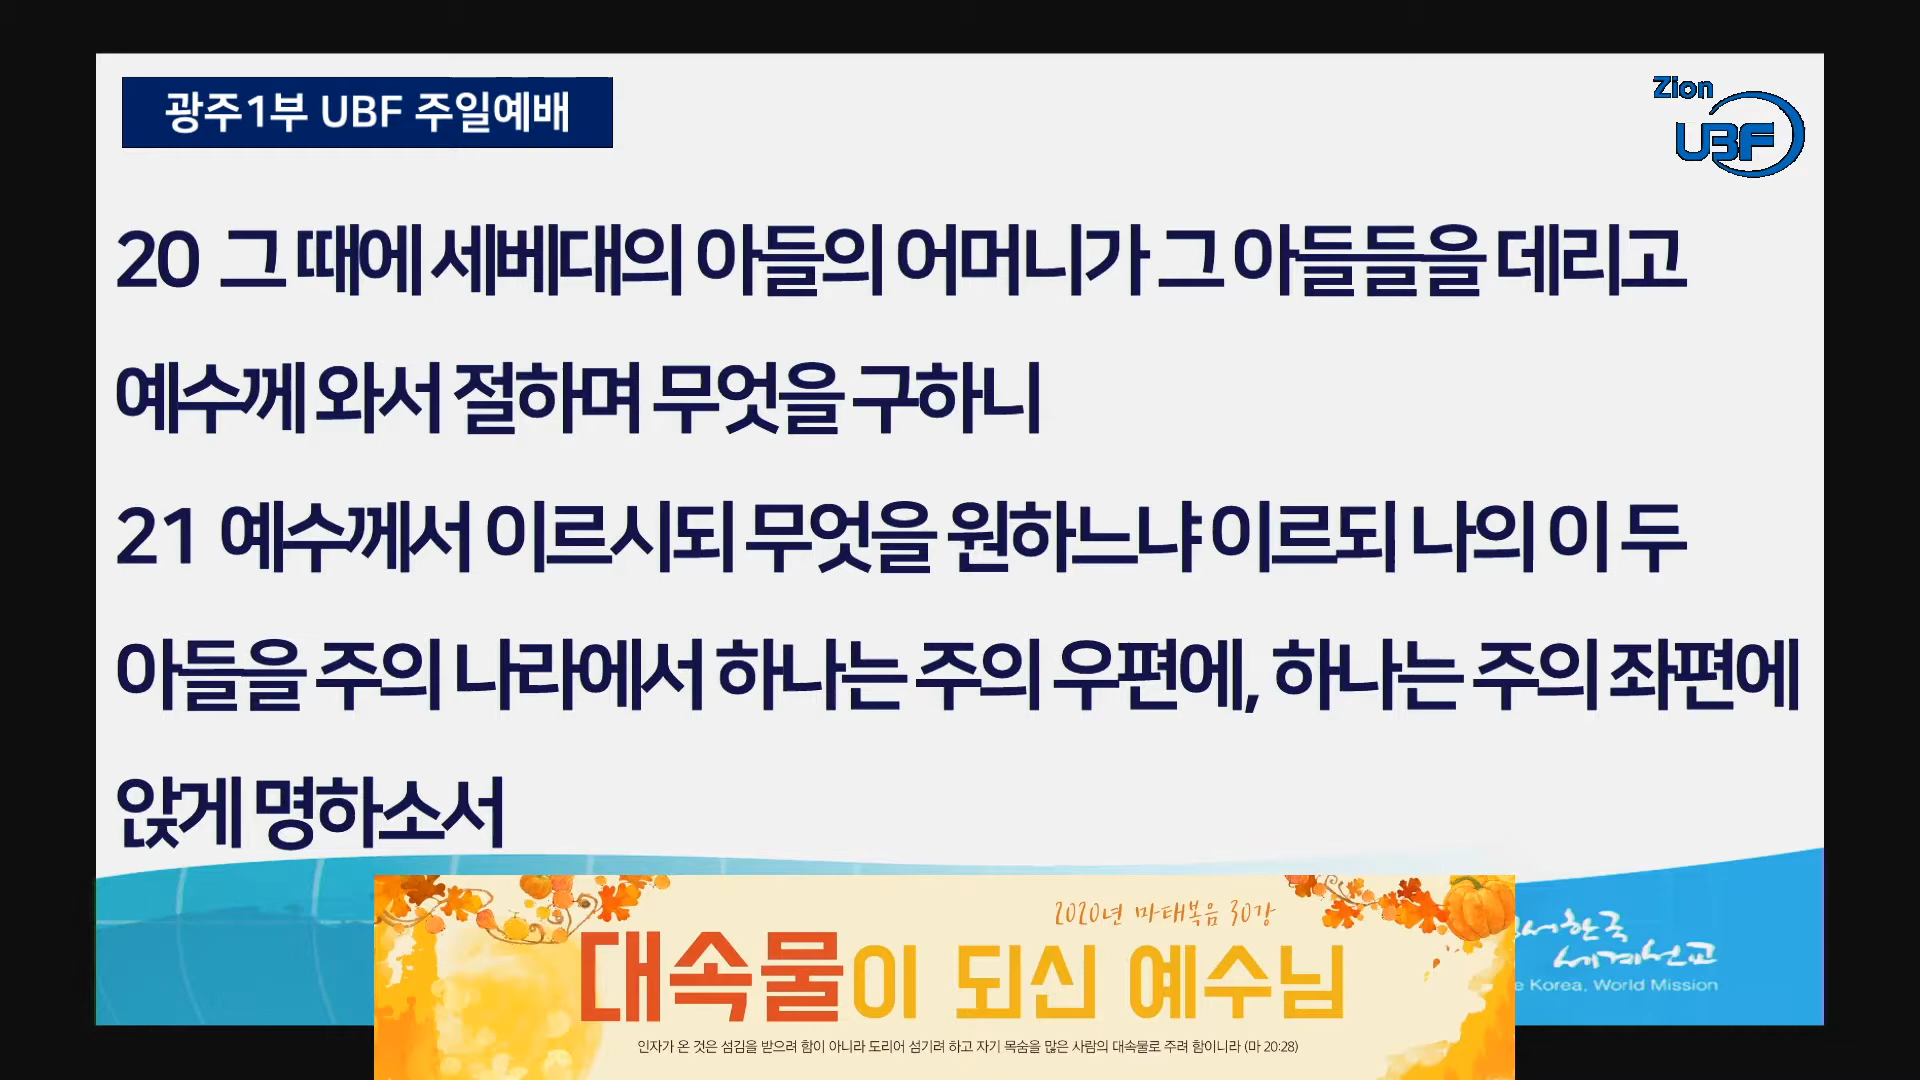 광주1부 UBF 주일예배
Zion
UBF
20 그 때에 세베대의 아들의 어머니가 그 아들들을 데리고
예수께 와서 절하며 무엇을 구하니
21 예수께서 이르시되 무엇을 원하느냐 이르되 나의 이 두
아들을 주의 나라에서 하나는 주의 우편에, 하나는 주의 좌편에
앉게 명하소서
2020년 마태복음 30강
대속물이 되신 예수님
인자가 온 것은 섬김을 받으려 함이 아니라 도리어 섬기려 하고 자기 목숨을 많은 사람의 대속물로 주려 함이니라 (마 20:28)
세계선교
Korea, World Mission